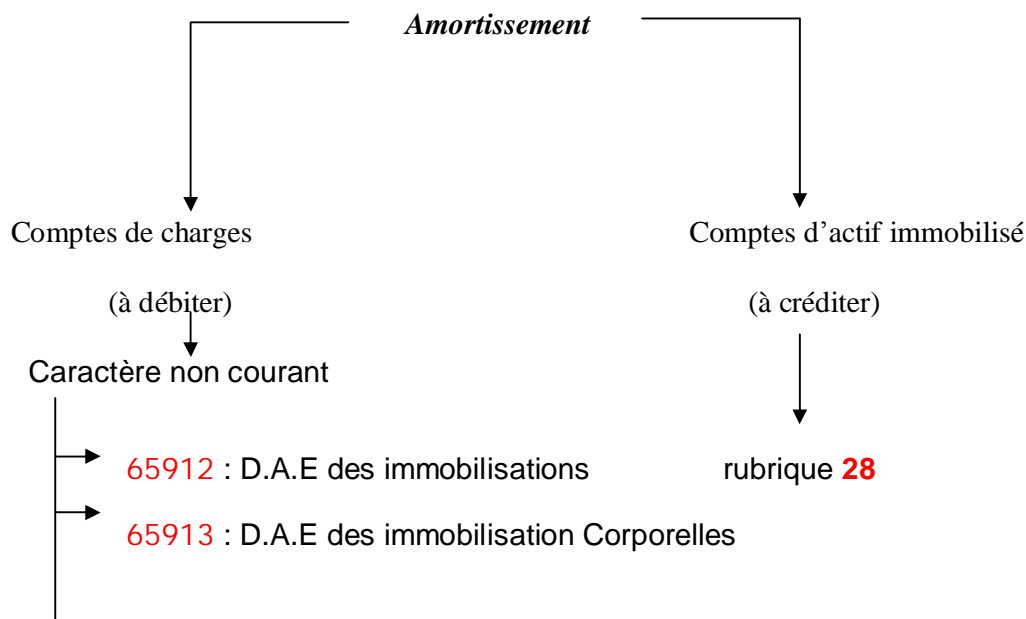 Amortissement
Comptes de charges
Comptes d’actif immobilisé
(à débiter)
(à créditer)
Caractère non courant
65912 : D.A.E des immobilisations
rubrique 28
65913 : D.A.E des immobilisation Corporelles